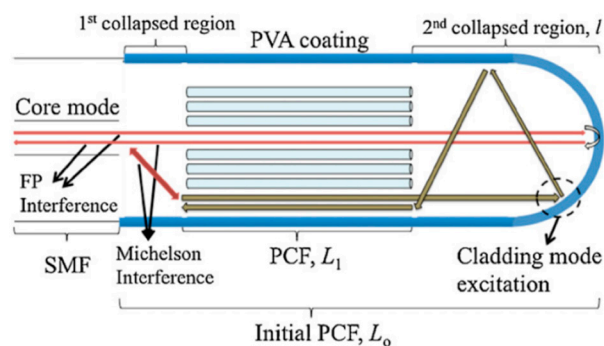 1st collapsed region
PVA coating
2nd collapsed region, l
Core mode
FP
Interference
SMF
Michelson
Interference
PCF, L1
Cladding mode
excitation
Initial PCF, Lo